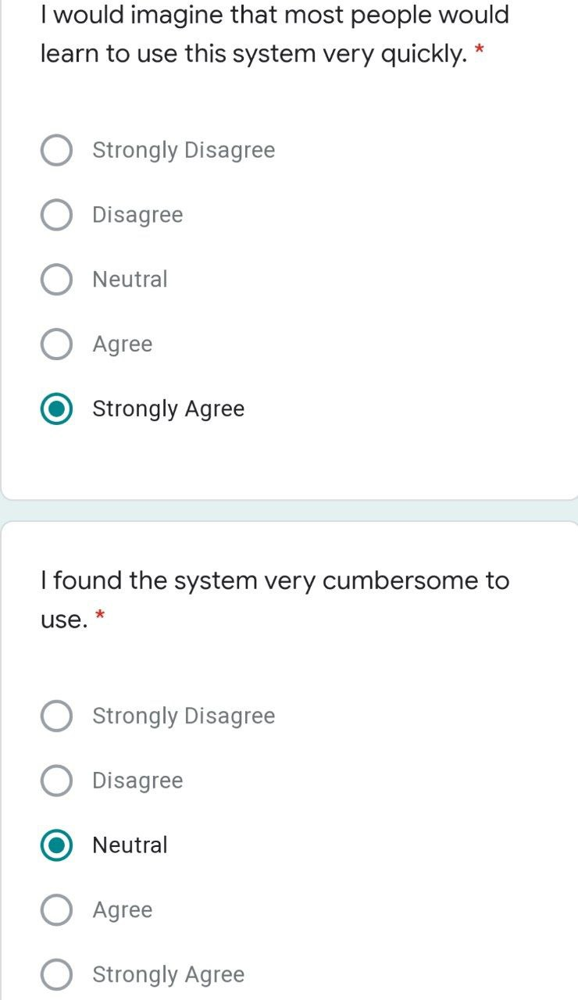 I would imagine that most people would
learn to use this system very quickly. *
Strongly Disagree
Disagree
Neutral
Agree
Strongly Agree
I found the system very cumbersome to
use. *
Strongly Disagree
Disagree
Neutral
Agree
Strongly Agree